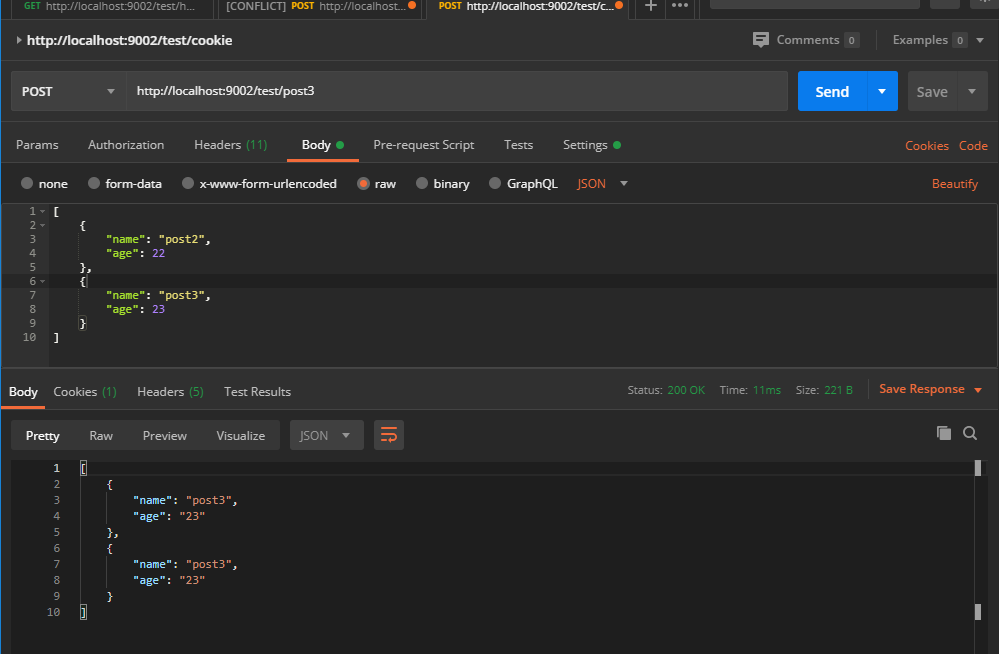 GET http://localhost:9002/test/h... [CONFLICT] POST http://localhost... POST http://localhost:9002/test/c... + •••
http://localhost:9002/test/cookie Comments 0 Examples 0
POST http://localhost:9002/test/post3 Send Save
Params Authorization Headers (11) Body Pre-request Script Tests Settings Cookies Code
none form-data x-www-form-urlencoded raw binary GraphQL JSON Beautify
1 [
2 {
3 "name": "post2",
4 "age": 22
5 },
6 {
7 "name": "post3",
8 "age": 23
9 }
10 ]
Body Cookies (1) Headers (5) Test Results Status: 200 OK Time: 11ms Size: 221 B Save Response
Pretty Raw Preview Visualize JSON
1 [
2 {
3 "name": "post3",
4 "age": "23"
5 },
6 {
7 "name": "post3",
8 "age": "23"
9 }
10 ]